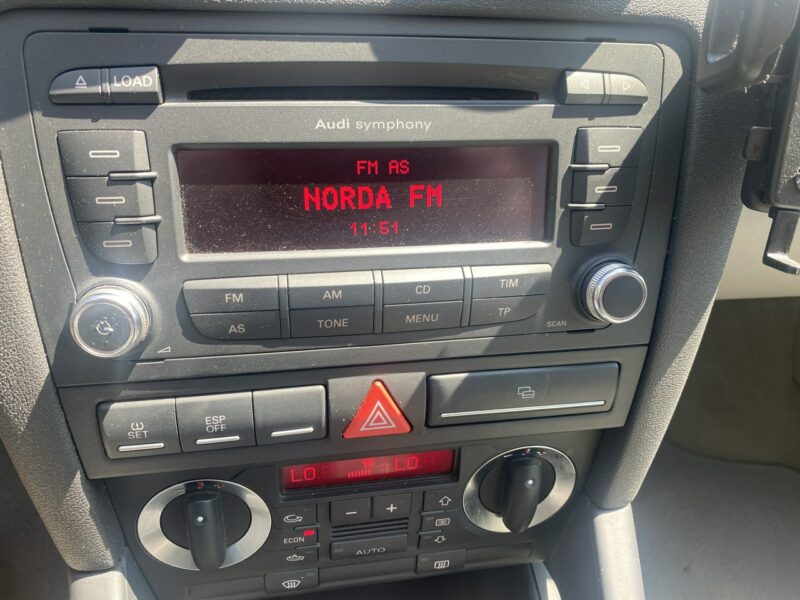 LOAD
Audi symphony
FM AS
NORDA FM
11:51
FM AM CD TIM
AS TONE MENU TP
SCAN
SET
ESP
OFF
LO LO
ECON
AUTO